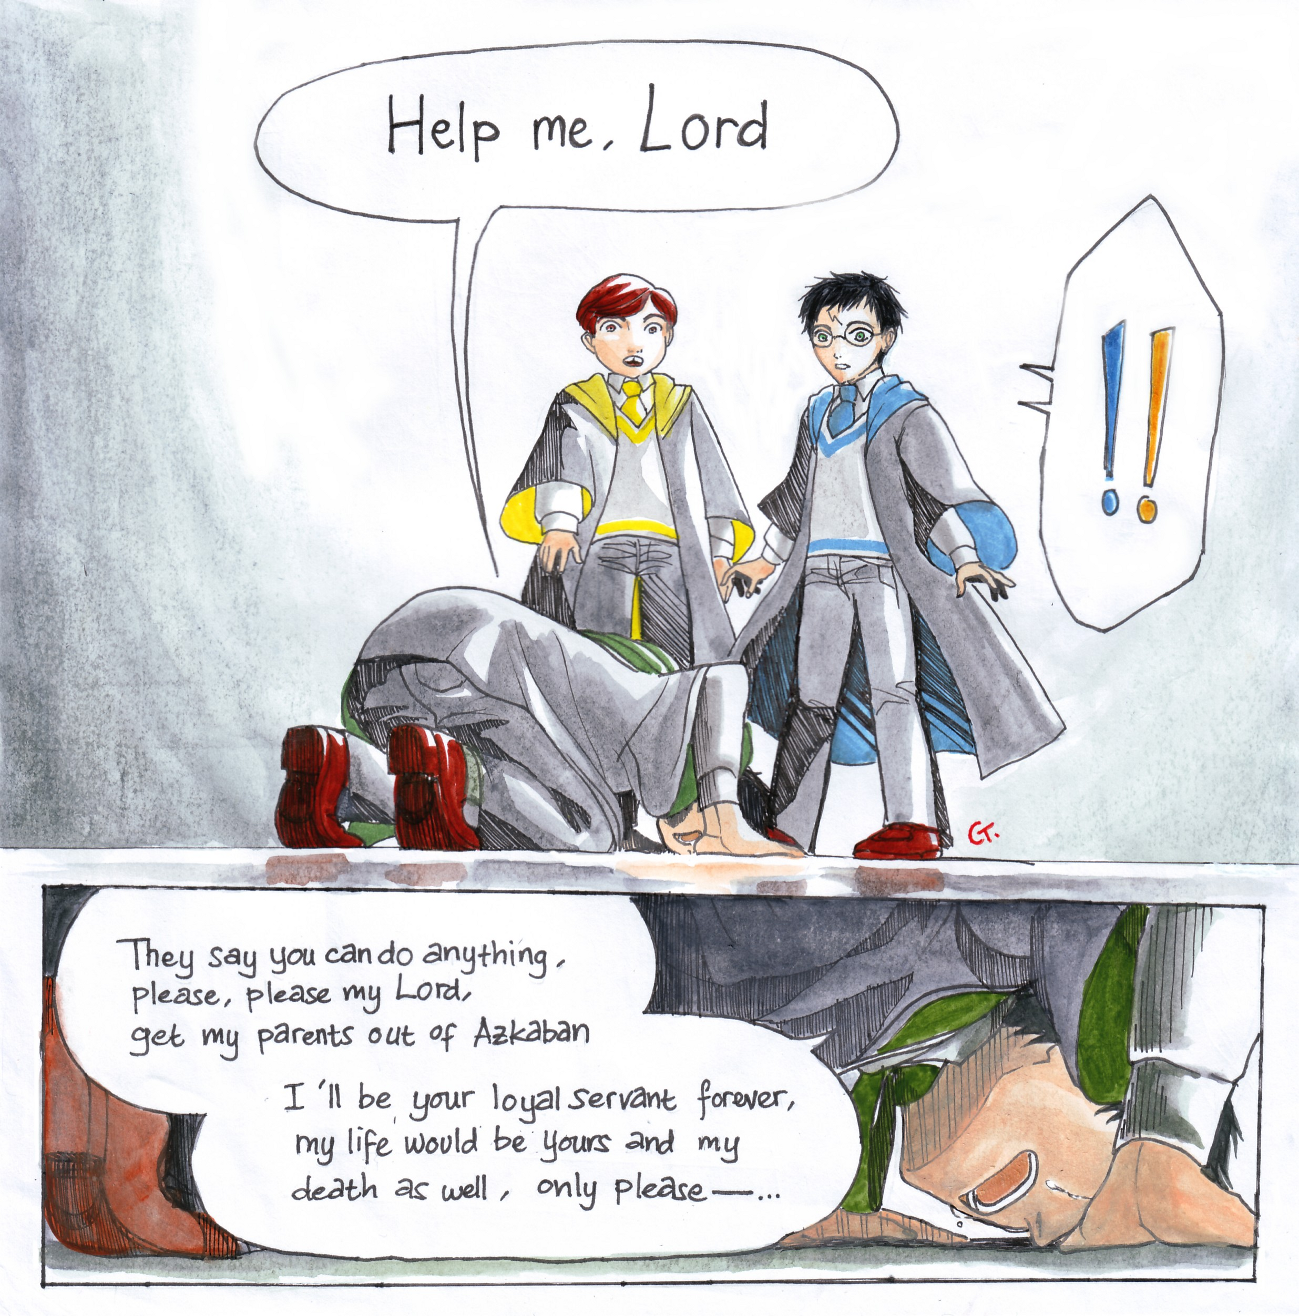 Help me, Lord
!!
GT.
They say you can do anything,
please, please my Lord,
get my parents out of Azkaban
I'll be your loyal servant forever,
my life would be yours and my
death as well, only please—...